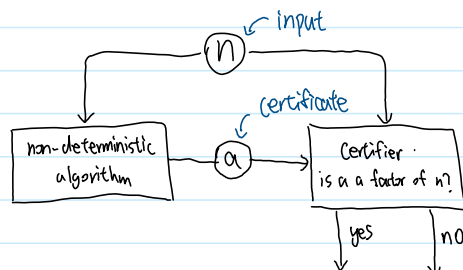 input
n
certificate
non-deterministic
algorithm
a
Certifier.
is a a factor of n?
yes
no